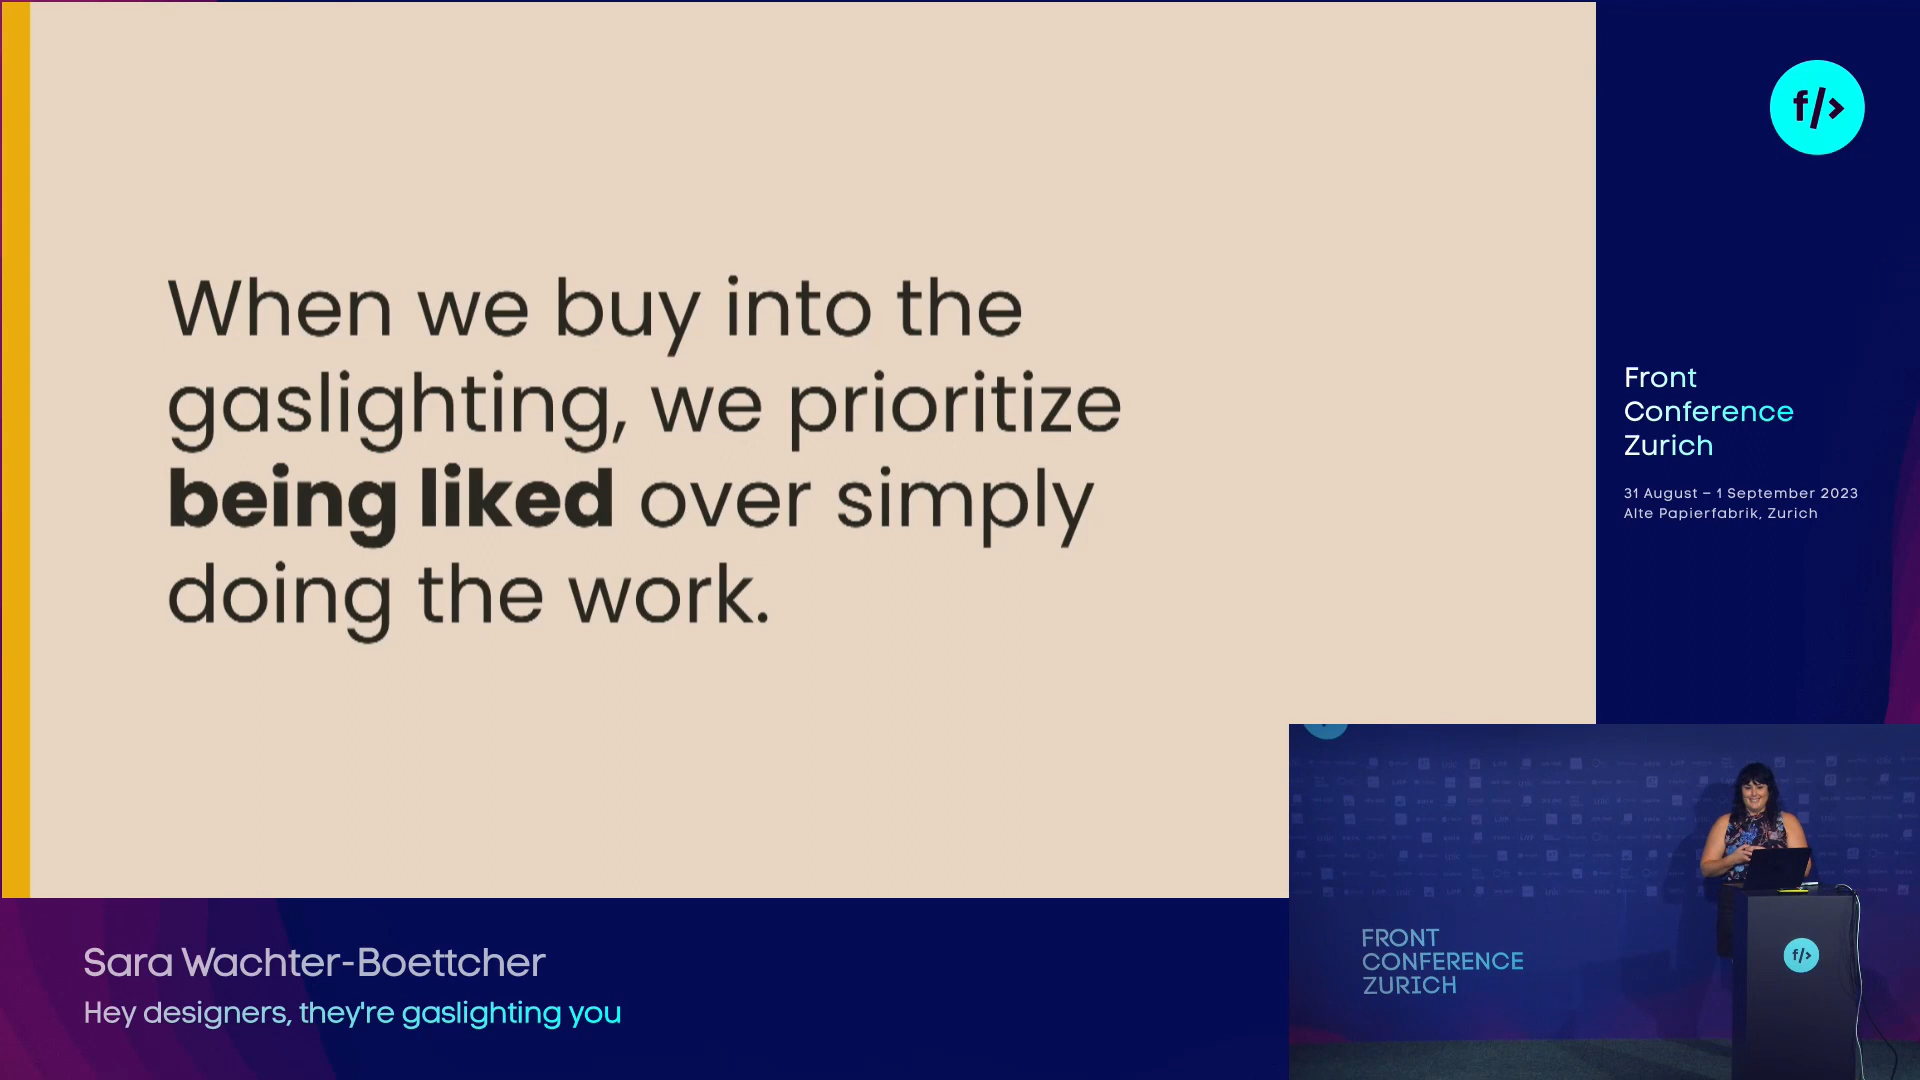 When we buy into the
gaslighting, we prioritize
being liked over simply
doing the work.
f/>
Front
Conference
Zurich
31 August – 1 September 2023
Alte Papierfabrik, Zurich
FRONT
CONFERENCE
ZURICH
f/>
Sara Wachter-Boettcher
Hey designers, they're gaslighting you